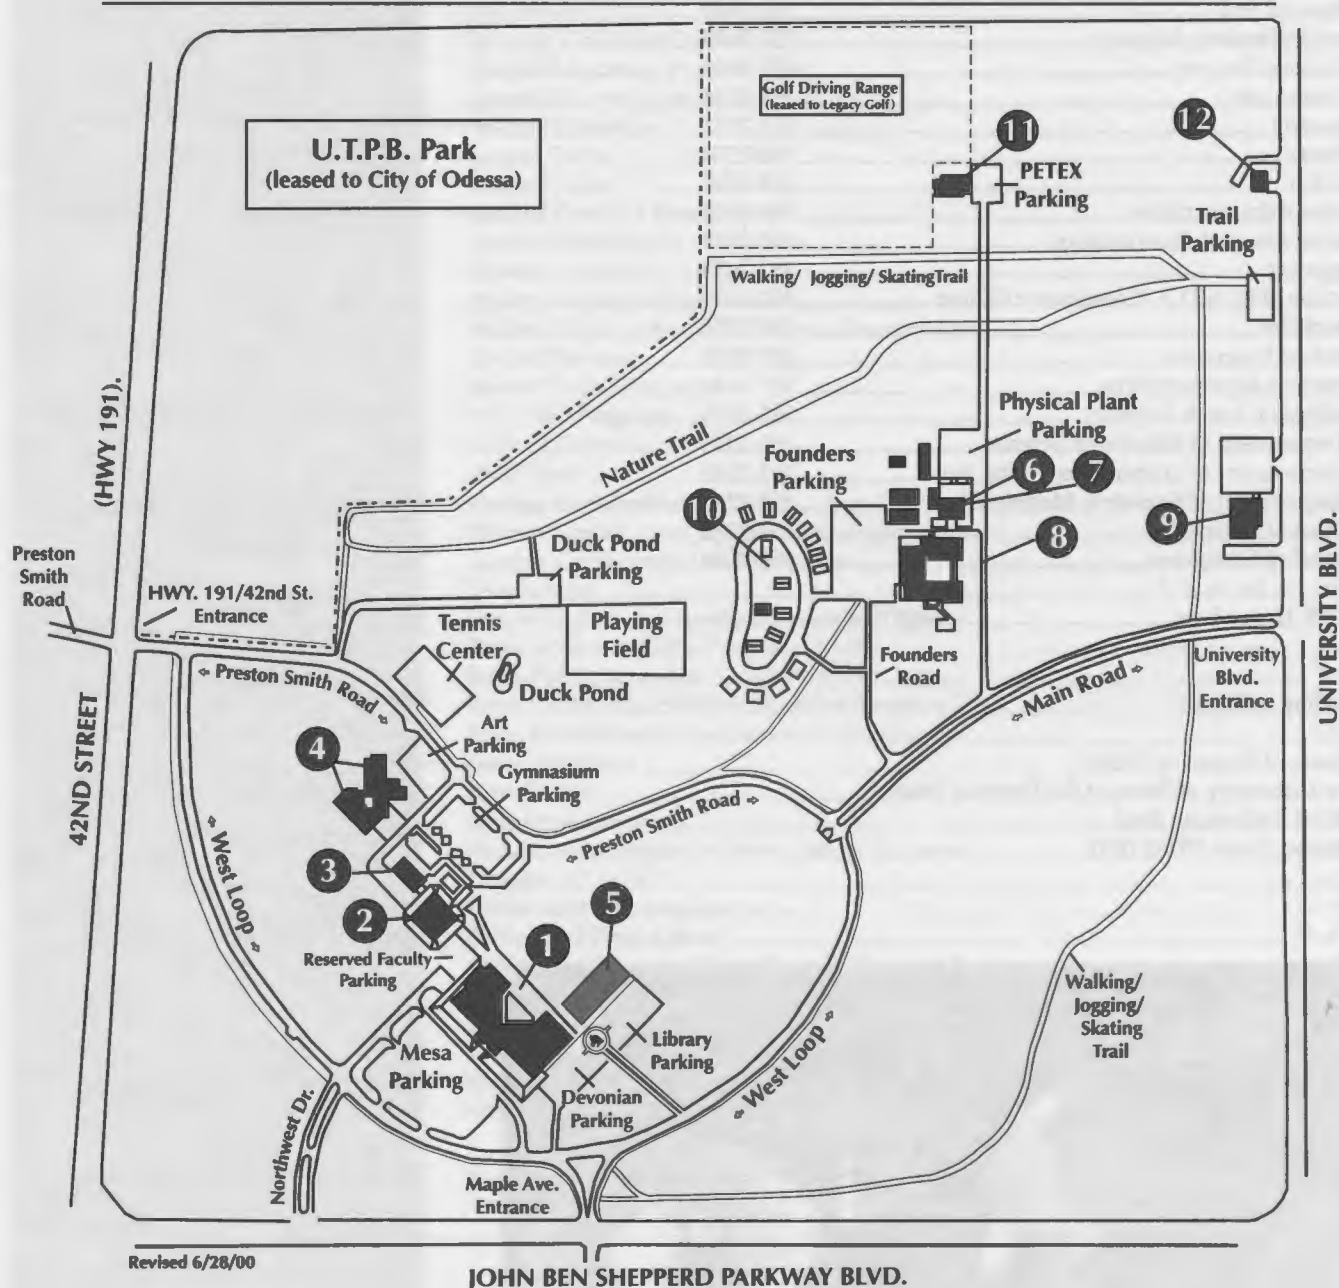 Golf Driving Range
(leased to Legacy Golf)
U.T.P.B. Park
(leased to City of Odessa)
11
12
PETEX
Parking
Trail
Parking
Walking/ Jogging/ Skating Trail
(HWY 191).
Physical Plant
Parking
Nature Trail
Founders
Parking
6
7
10
9
8
Preston
Smith
Road
HWY. 191/42nd St.
Entrance
Duck Pond
Parking
Tennis
Center
Playing
Field
UNIVERSITY BLVD.
Preston Smith Road
Duck Pond
Founders
Road
Main Road
University
Blvd.
Entrance
42ND STREET
Art
Parking
4
Gymnasium
Parking
Preston Smith Road
West Loop
3
2
5
1
Reserved Faculty
Parking
Walking/
Jogging/
Skating
Trail
Mesa
Parking
Library
Parking
Devonian
Parking
West Loop
Northwest Dr.
Maple Ave.
Entrance
Revised 6/28/00
JOHN BEN SHEPPERD PARKWAY BLVD.